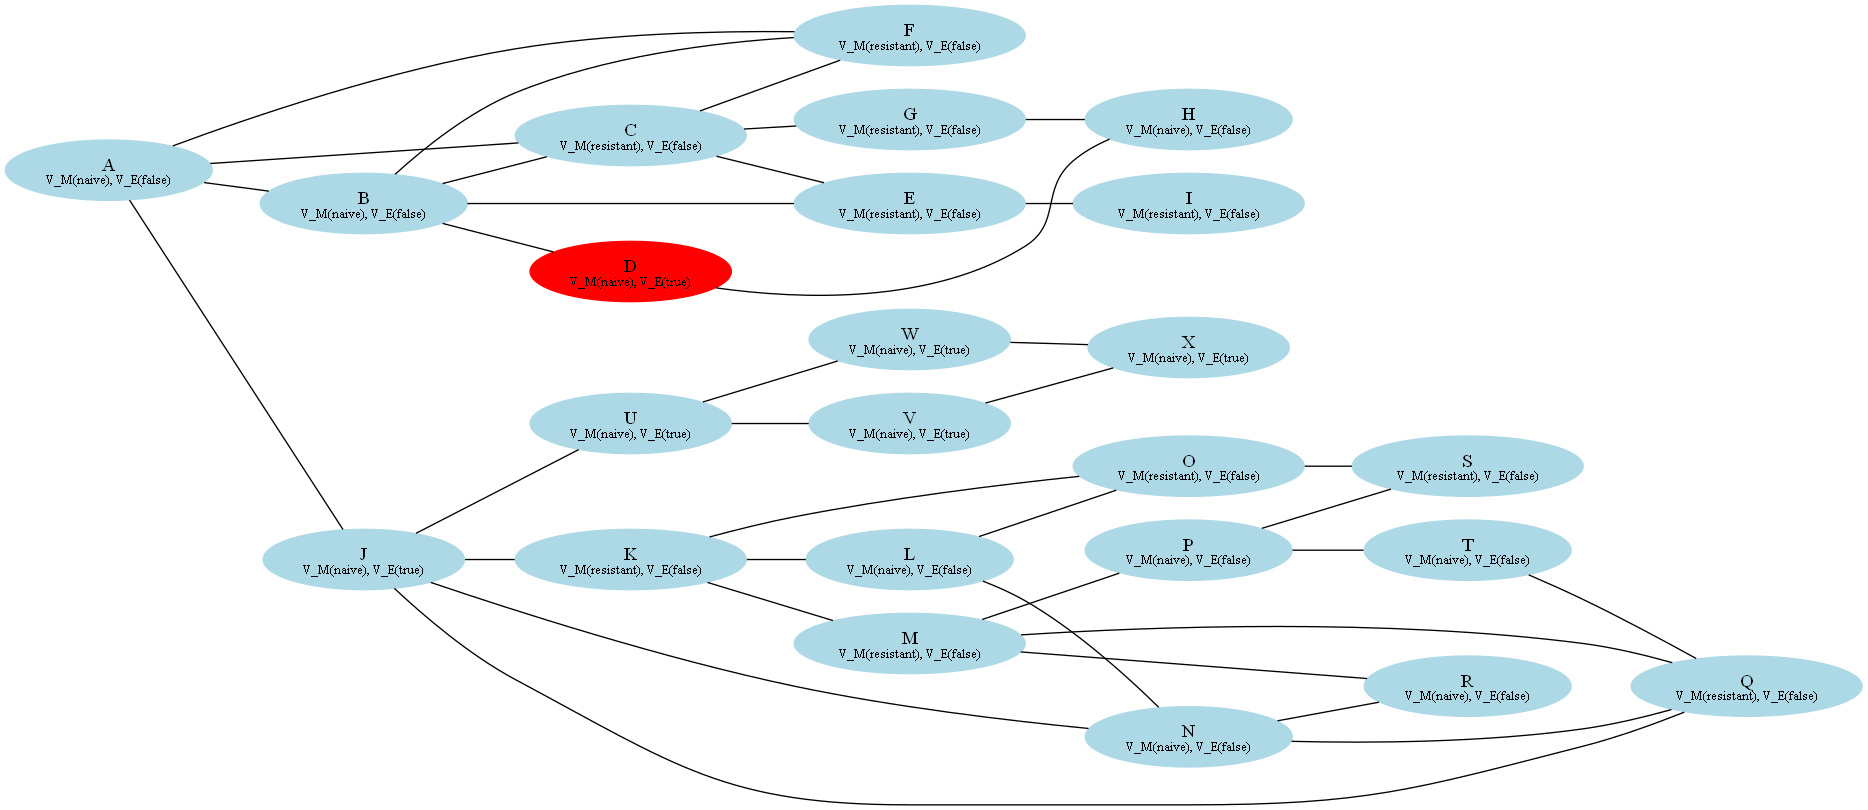 F
V_M(resistant), V_E(false)
A
V_M(naive), V_E(false)
C
V_M(resistant), V_E(false)
G
V_M(resistant), V_E(false)
H
V_M(naive), V_E(false)
B
V_M(naive), V_E(false)
E
V_M(resistant), V_E(false)
I
V_M(resistant), V_E(false)
D
V_M(naive), V_E(true)
W
V_M(naive), V_E(true)
X
V_M(naive), V_E(true)
U
V_M(naive), V_E(true)
V
V_M(naive), V_E(true)
O
V_M(resistant), V_E(false)
S
V_M(resistant), V_E(false)
J
V_M(naive), V_E(true)
K
V_M(resistant), V_E(false)
L
V_M(naive), V_E(false)
P
V_M(naive), V_E(false)
T
V_M(naive), V_E(false)
M
V_M(resistant), V_E(false)
R
V_M(naive), V_E(false)
Q
V_M(resistant), V_E(false)
N
V_M(naive), V_E(false)